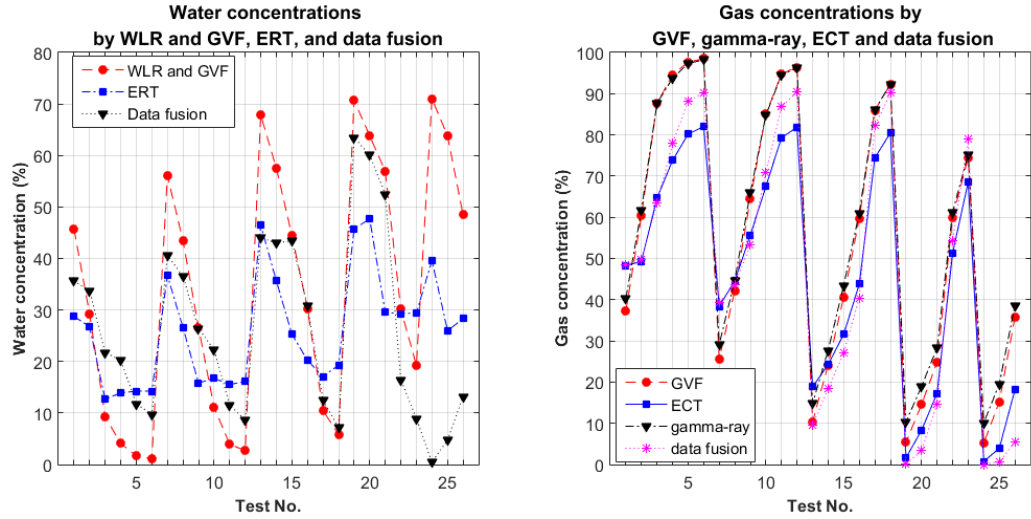 Water concentrations
by WLR and GVF, ERT, and data fusion
80
70
60
50
40
30
20
10
0
Water concentration (%)
WLR and GVF
ERT
Data fusion
5
10
15
20
25
Test No.
Gas concentrations by
GVF, gamma-ray, ECT and data fusion
100
90
80
70
60
50
40
30
20
10
0
Gas concentration (%)
GVF
ECT
gamma-ray
data fusion
5
10
15
20
25
Test No.